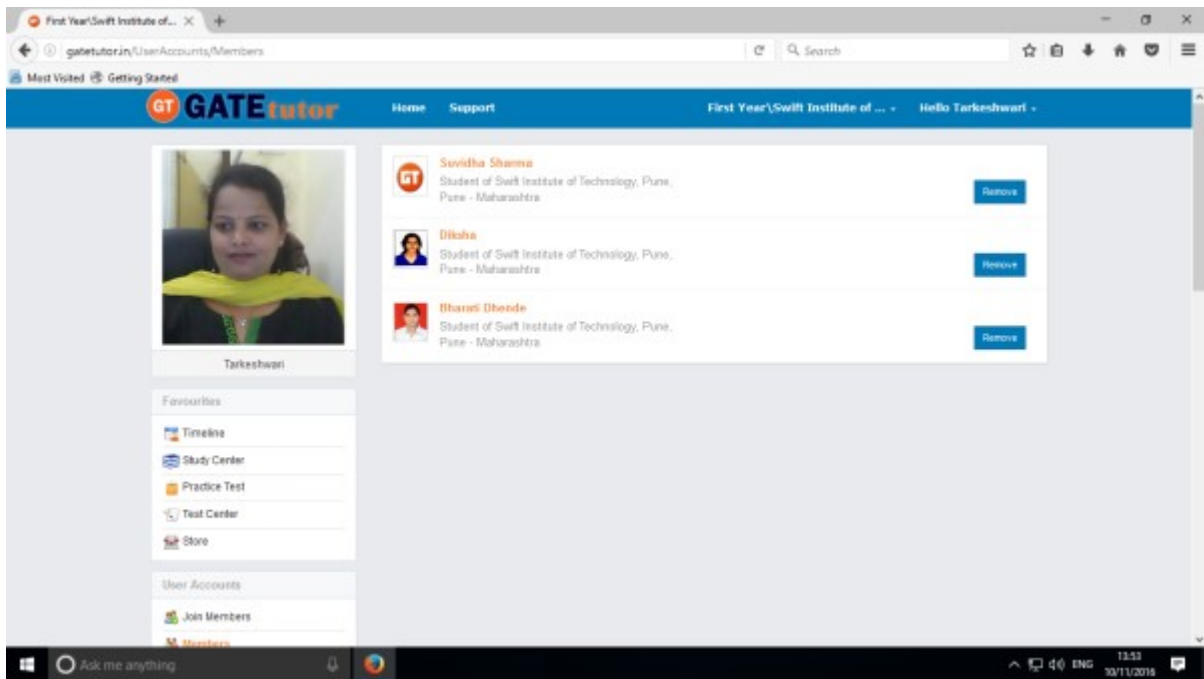 First Year\Swift Institute of...
gatetutor.in/UserAccounts/Members
Search
Most Visited
Getting Started
GT GATEtutor
Home
Support
First Year\Swift Institute of ...
Hello Tarkeshwari
Tarkeshwari
Favourites
Timeline
Study Center
Practice Test
Test Center
Store
User Accounts
Join Members
Members
GT
Suvidha Sharma
Student of Swift Institute of Technology, Pune,
Pune - Maharashtra
Remove
Diksha
Student of Swift Institute of Technology, Pune,
Pune - Maharashtra
Remove
Bharati Dhende
Student of Swift Institute of Technology, Pune,
Pune - Maharashtra
Remove
Ask me anything
ENG
13:53
10/11/2016